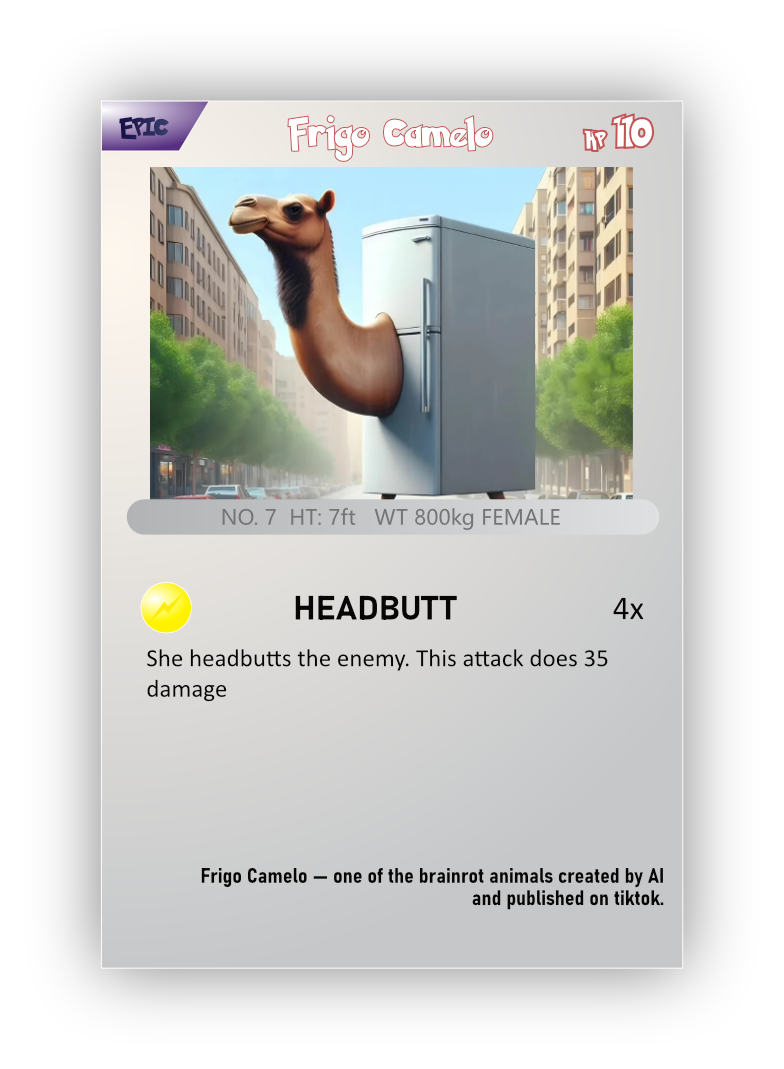 EPIC
Frigo Camelo
HP 110
NO. 7 HT: 7ft WT 800kg FEMALE
HEADBUTT
4x
She headbutts the enemy. This attack does 35
damage
Frigo Camelo — one of the brainrot animals created by AI
and published on tiktok.